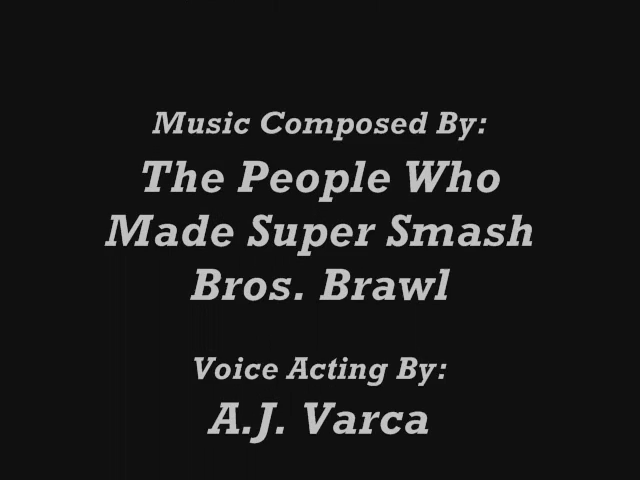 Music Composed By:
The People Who
Made Super Smash
Bros. Brawl
Voice Acting By:
A.J. Varca